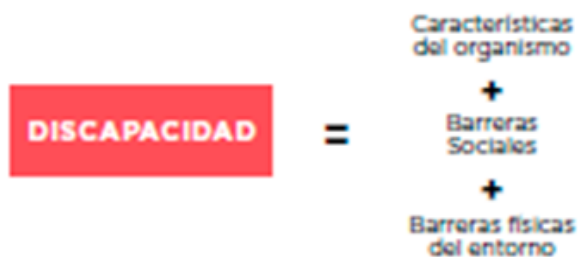 Características
del organismo
+
DISCAPACIDAD = Barreras
Sociales
+
Barreras físicas
del entorno